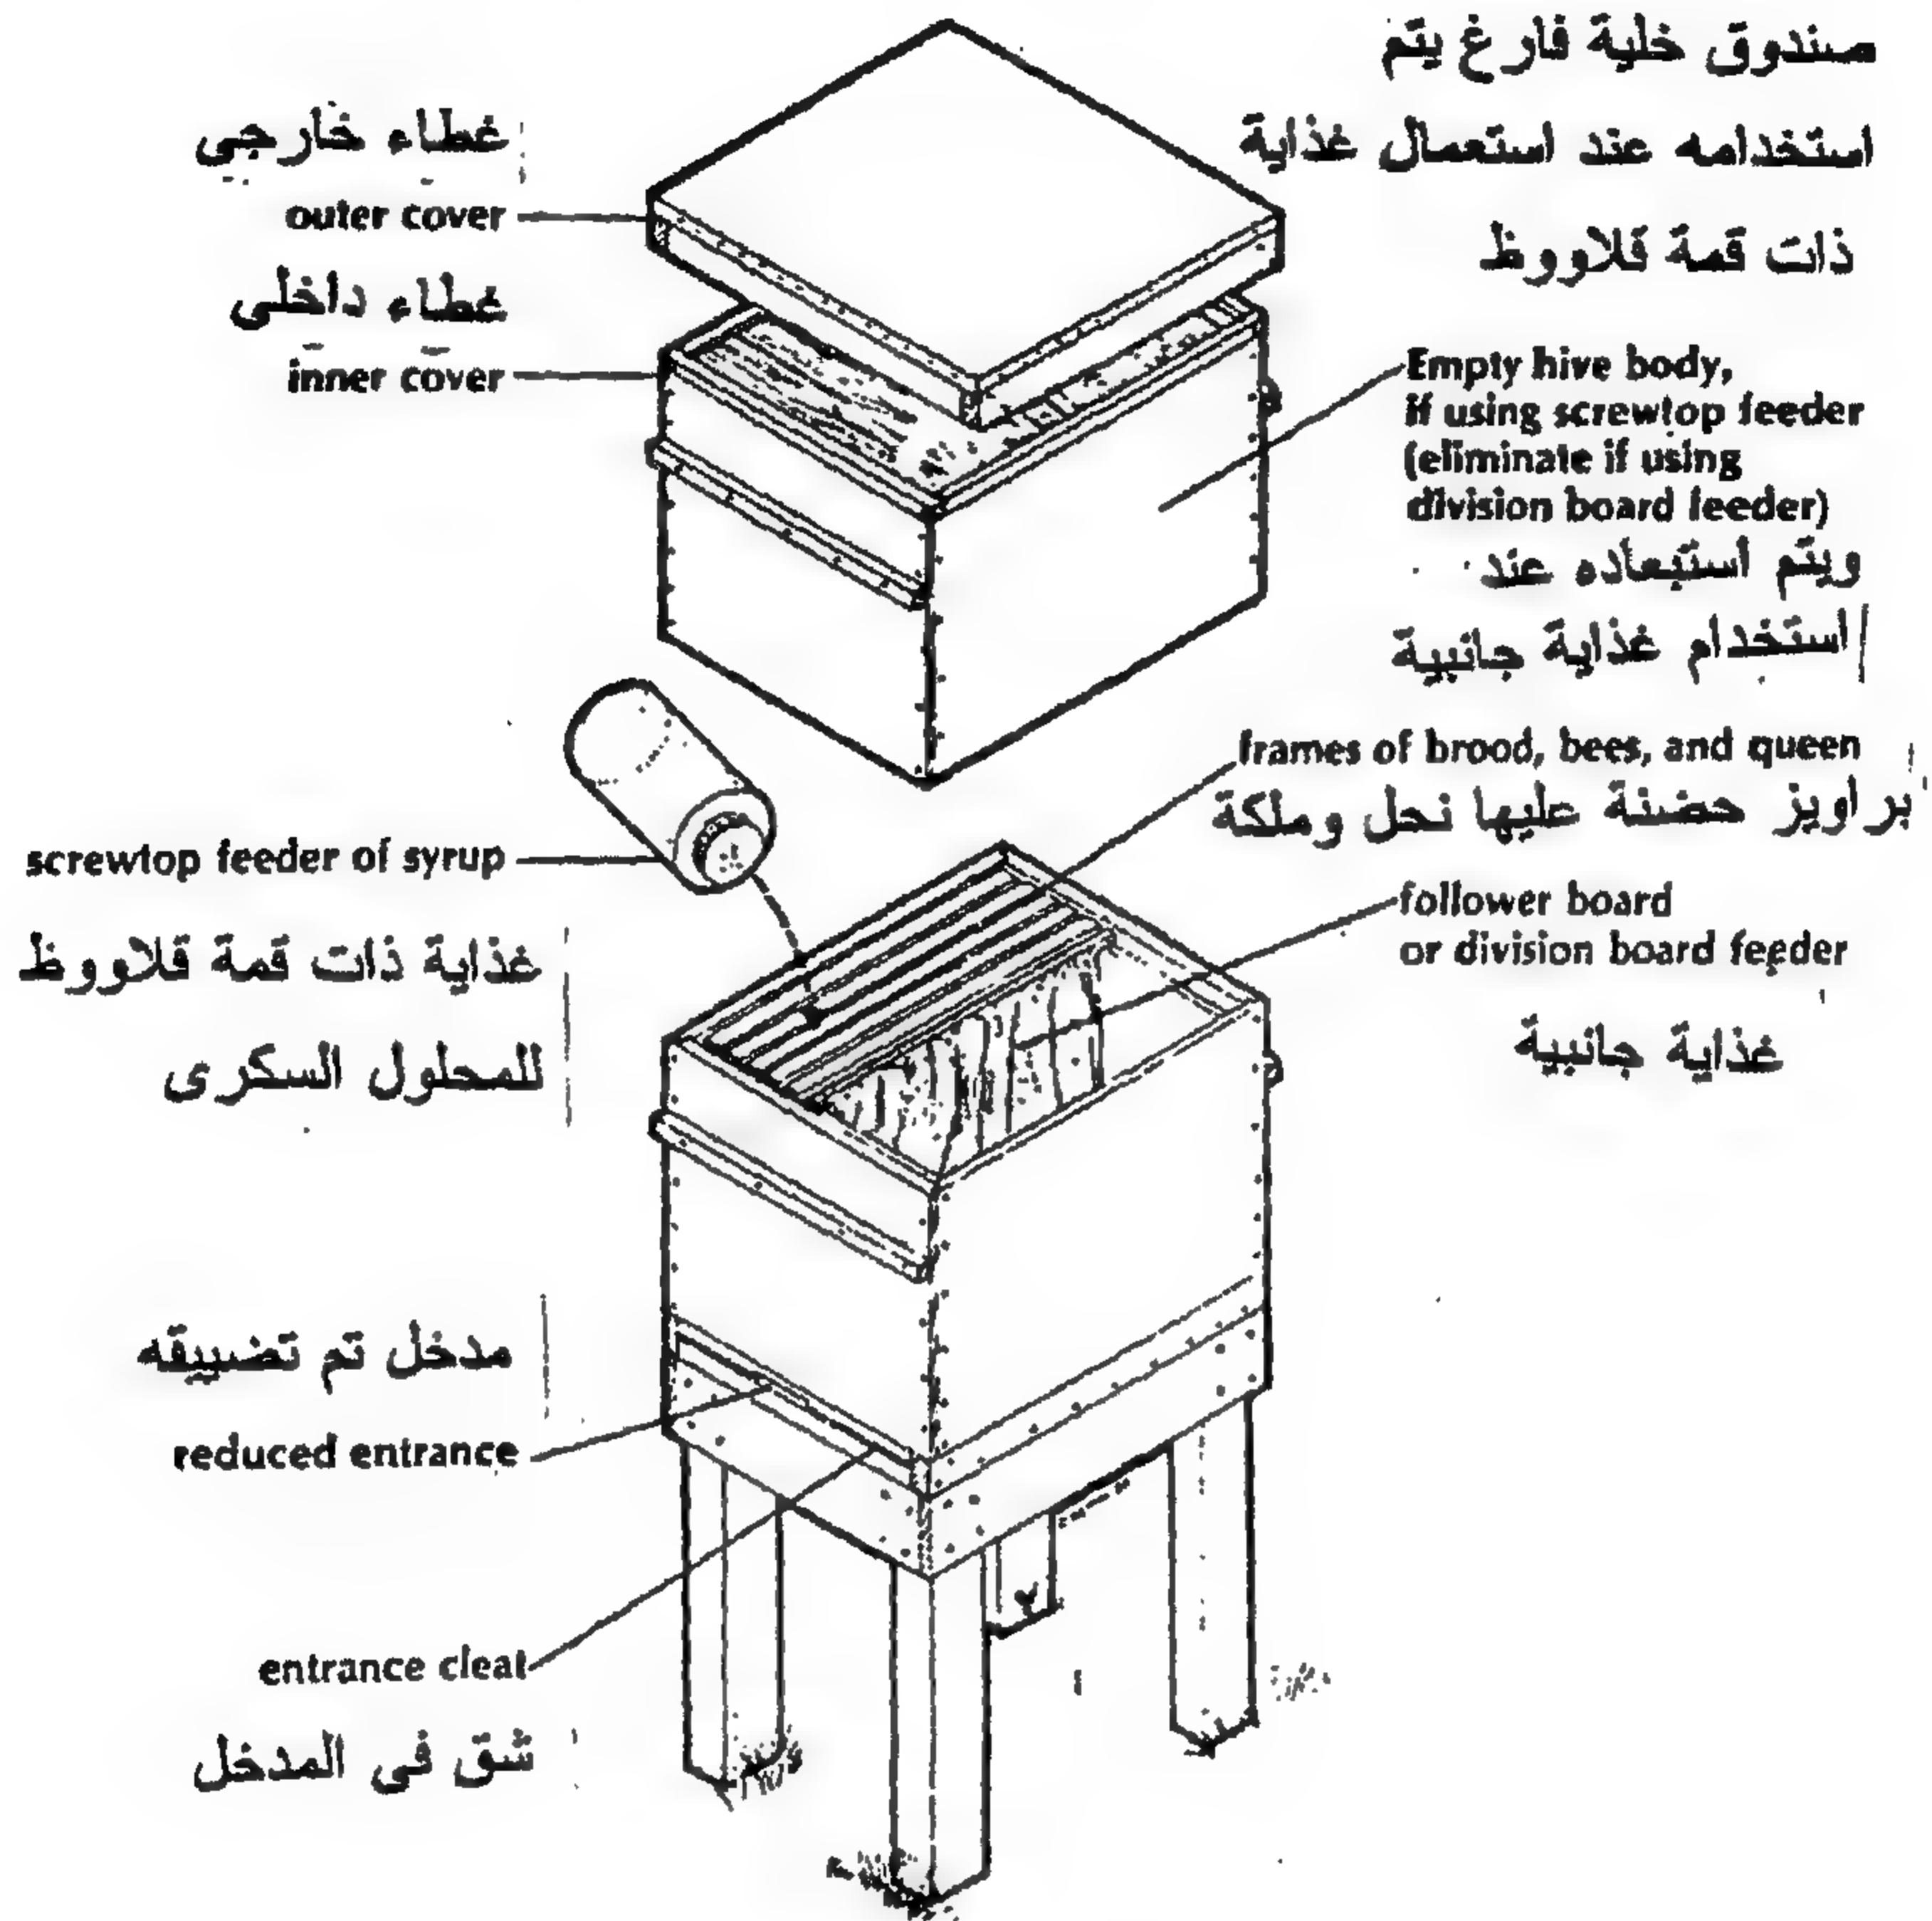 غطاء خارجي
outer cover
غطاء داخلى
inner cover
صندوق خلية فارغ يتم
استخدامه عند استعمال غذاية
ذات قمة قلاووظ
Empty hive body,
if using screwtop feeder
(eliminate if using
division board feeder)
ويتم استبعاده عند
استخدام غذاية جانبية
frames of brood, bees, and queen
براويز حضنة عليها نحل وملكة
screwtop feeder of syrup
غذاية ذات قمة قلاووظ
للمحلول السكرى
follower board
or division board feeder
غذاية جانبية
مدخل تم تضييقه
reduced entrance
entrance cleat
شق فى المدخل